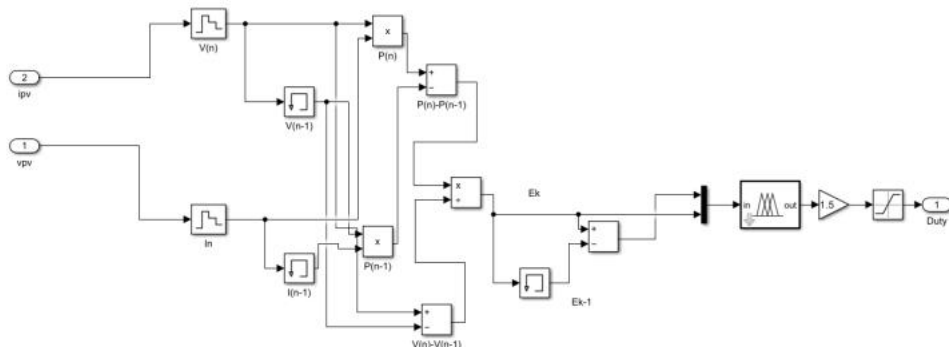 V(n)
x
P(n)
2
ipv
+
−
P(n)-P(n-1)
V(n-1)
1
vpv
x
÷
Ek
in
out
1.5
1
Duty
In
x
P(n-1)
+
−
I(n-1)
Ek-1
+
−
V(n)-V(n-1)